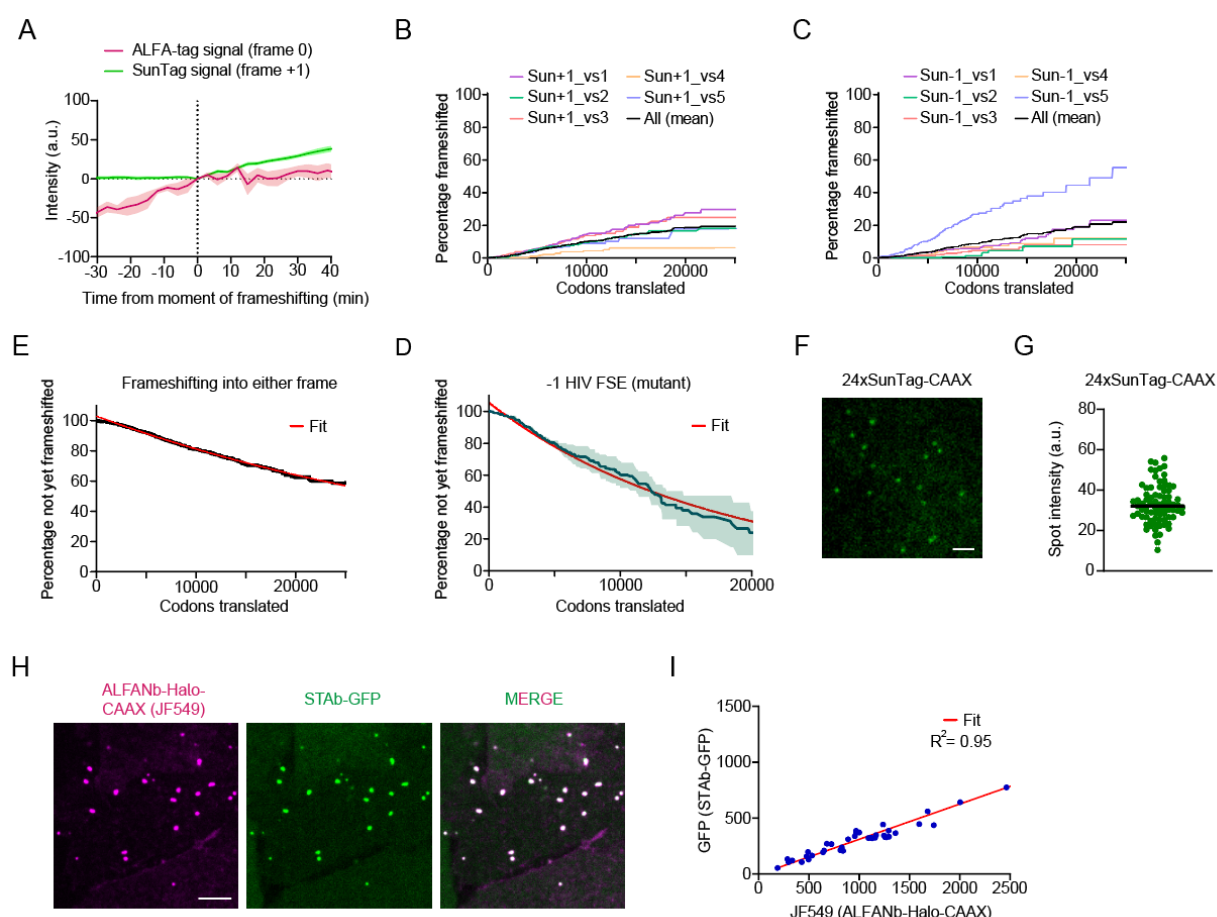 A
ALFA-tag signal (frame 0)
SunTag signal (frame +1)
100
50
0
-50
-100
Intensity (a.u.)
-30 -20 -10 0 10 20 30 40
Time from moment of frameshifting (min)
B
Sun+1_vs1 Sun+1_vs4
Sun+1_vs2 Sun+1_vs5
Sun+1_vs3 All (mean)
100
80
60
40
20
0
Percentage frameshifted
0 10000 20000
Codons translated
C
Sun-1_vs1 Sun-1_vs4
Sun-1_vs2 Sun-1_vs5
Sun-1_vs3 All (mean)
100
80
60
40
20
0
Percentage frameshifted
0 10000 20000
Codons translated
E
Frameshifting into either frame
Fit
100
80
60
40
20
0
Percentage not yet frameshifted
0 10000 20000
Codons translated
D
-1 HIV FSE (mutant)
Fit
100
80
60
40
20
0
Percentage not yet frameshifted
0 5000 10000 15000 20000
Codons translated
F
24xSunTag-CAAX
G
24xSunTag-CAAX
80
60
40
20
0
Spot intensity (a.u.)
H
ALFANb-Halo-
CAAX (JF549)
STAb-GFP
MERGE
I
Fit
R2= 0.95
1500
1000
500
0
GFP (STAb-GFP)
0 500 1000 1500 2000 2500
JF549 (ALFANb-Halo-CAAX)